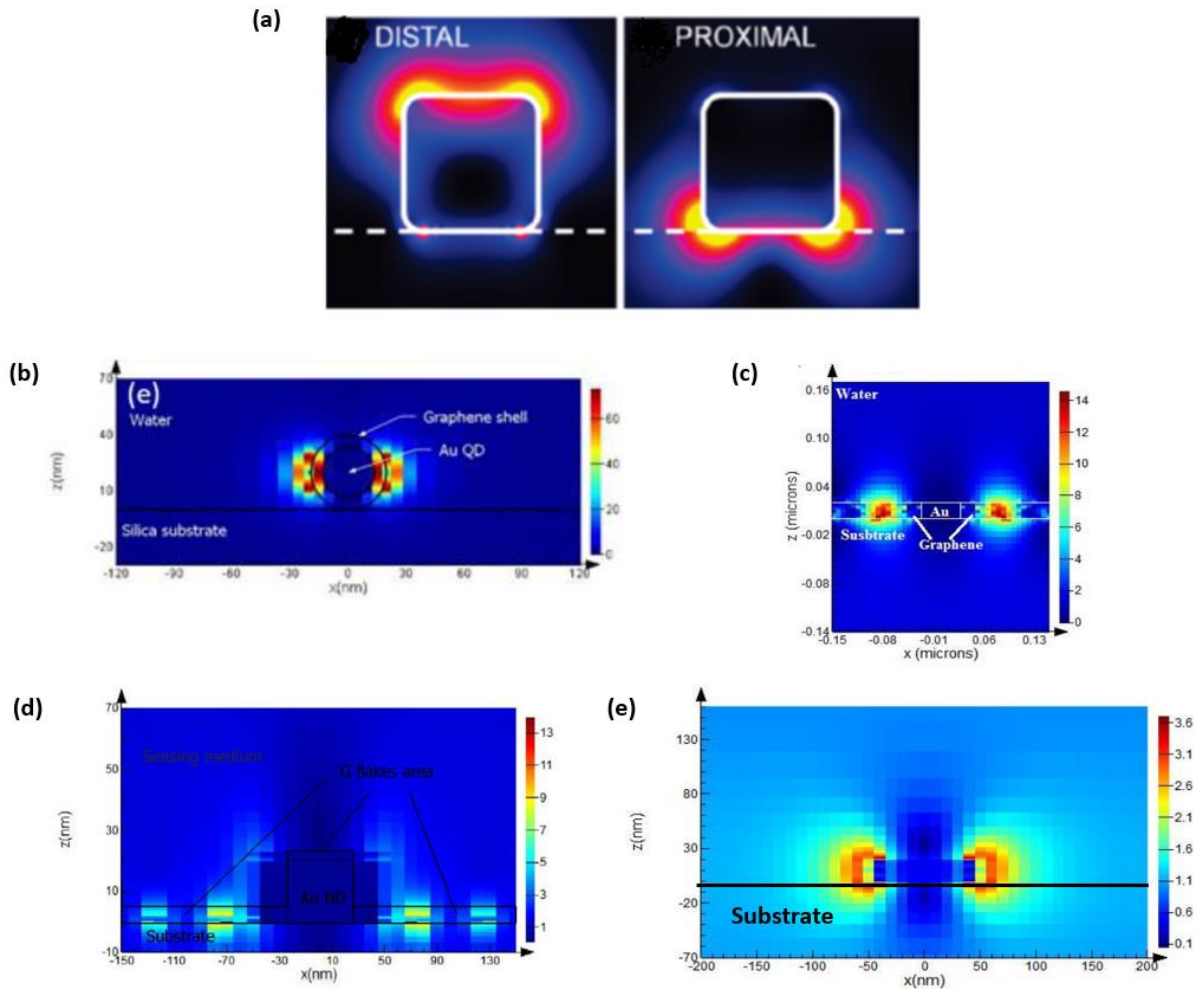 (a)
DISTAL
PROXIMAL
(b)
70
40
10
-20
z(nm)
(e)
Water
Graphene shell
Au QD
Silica substrate
-120
-90
-60
-30
0
30
60
90
120
x(nm)
60
40
20
0
(c)
0.16
0.10
0.04
-0.02
-0.08
-0.14
z (microns)
Water
Au
Susbtrate
Graphene
-0.15
-0.08
-0.01
0.06
0.13
x (microns)
14
12
10
8
6
4
2
0
(d)
70
50
30
10
-10
z(nm)
Sensing medium
G flakes area
Au ND
Substrate
-150
-110
-70
-30
10
50
90
130
x(nm)
13
11
9
7
5
3
1
(e)
130
80
30
-20
-70
z(nm)
Substrate
-200
-150
-100
-50
0
50
100
150
200
x(nm)
3.6
3.1
2.6
2.1
1.6
1.1
0.6
0.1